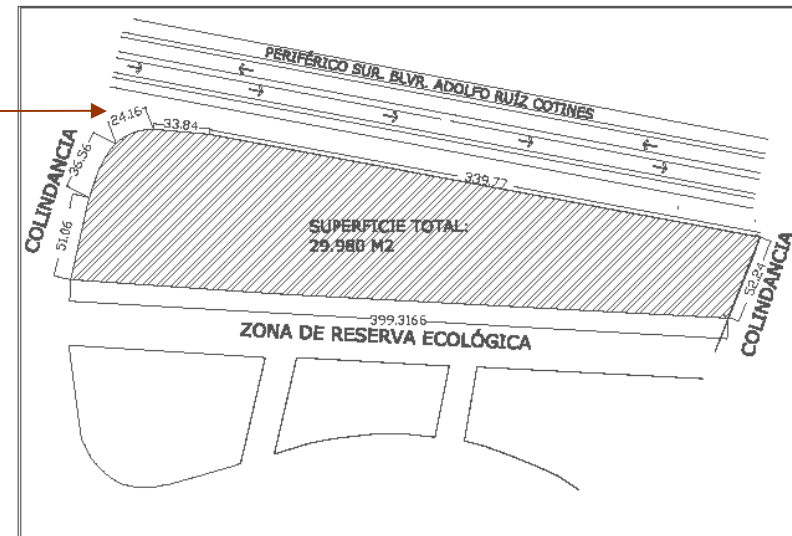 PERIFÉRICO SUR. BLVR. ADOLFO RUÍZ COTINES
24.16
33.84
36.56
COLINDANCIA
339.77
51.06
SUPERFICIE TOTAL:
29.980 M2
52.24
COLINDANCIA
399.3166
ZONA DE RESERVA ECOLÓGICA